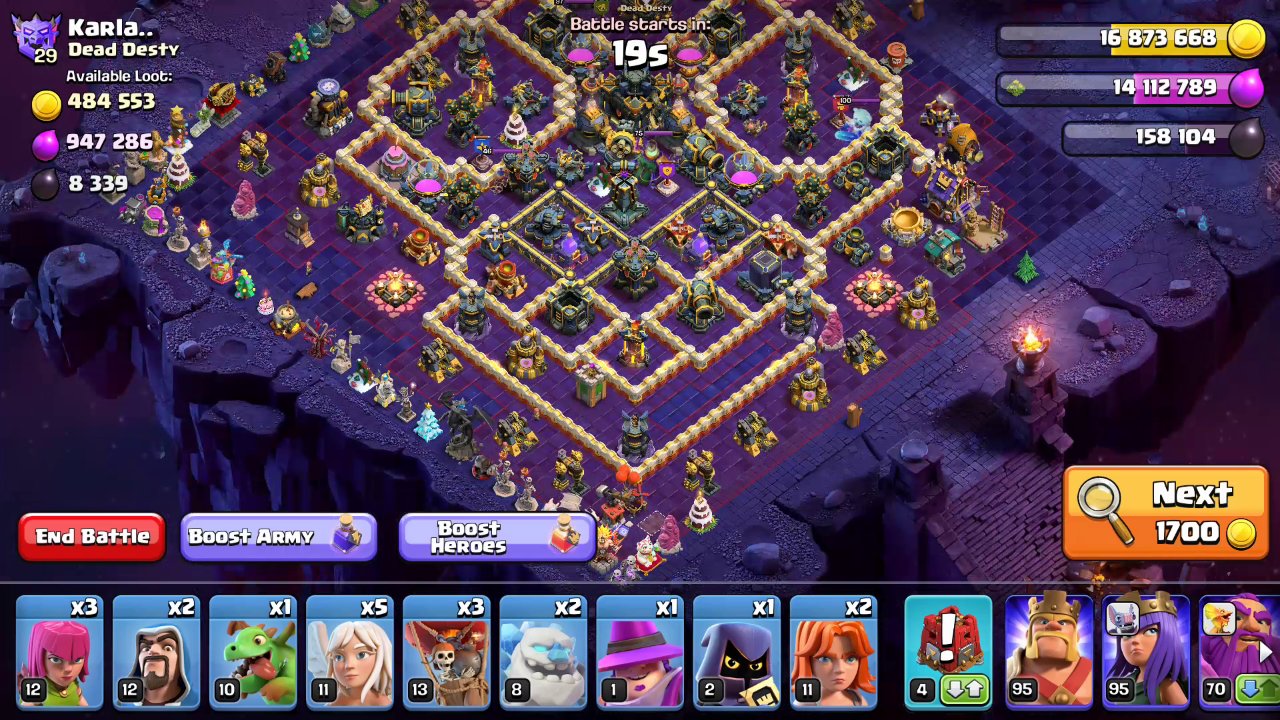 Karla..
29
Dead Desty
Available Loot:
484 553
947 286
8 339
Dead Desty
Battle starts in:
19s
16 873 668
14 112 789
158 104
100
75
End Battle
Boost Army
Boost
Heroes
Next
1700
x3
x2
x1
x5
x3
x2
x1
x1
x2
12
12
10
11
13
8
1
2
11
!
4
95
95
70